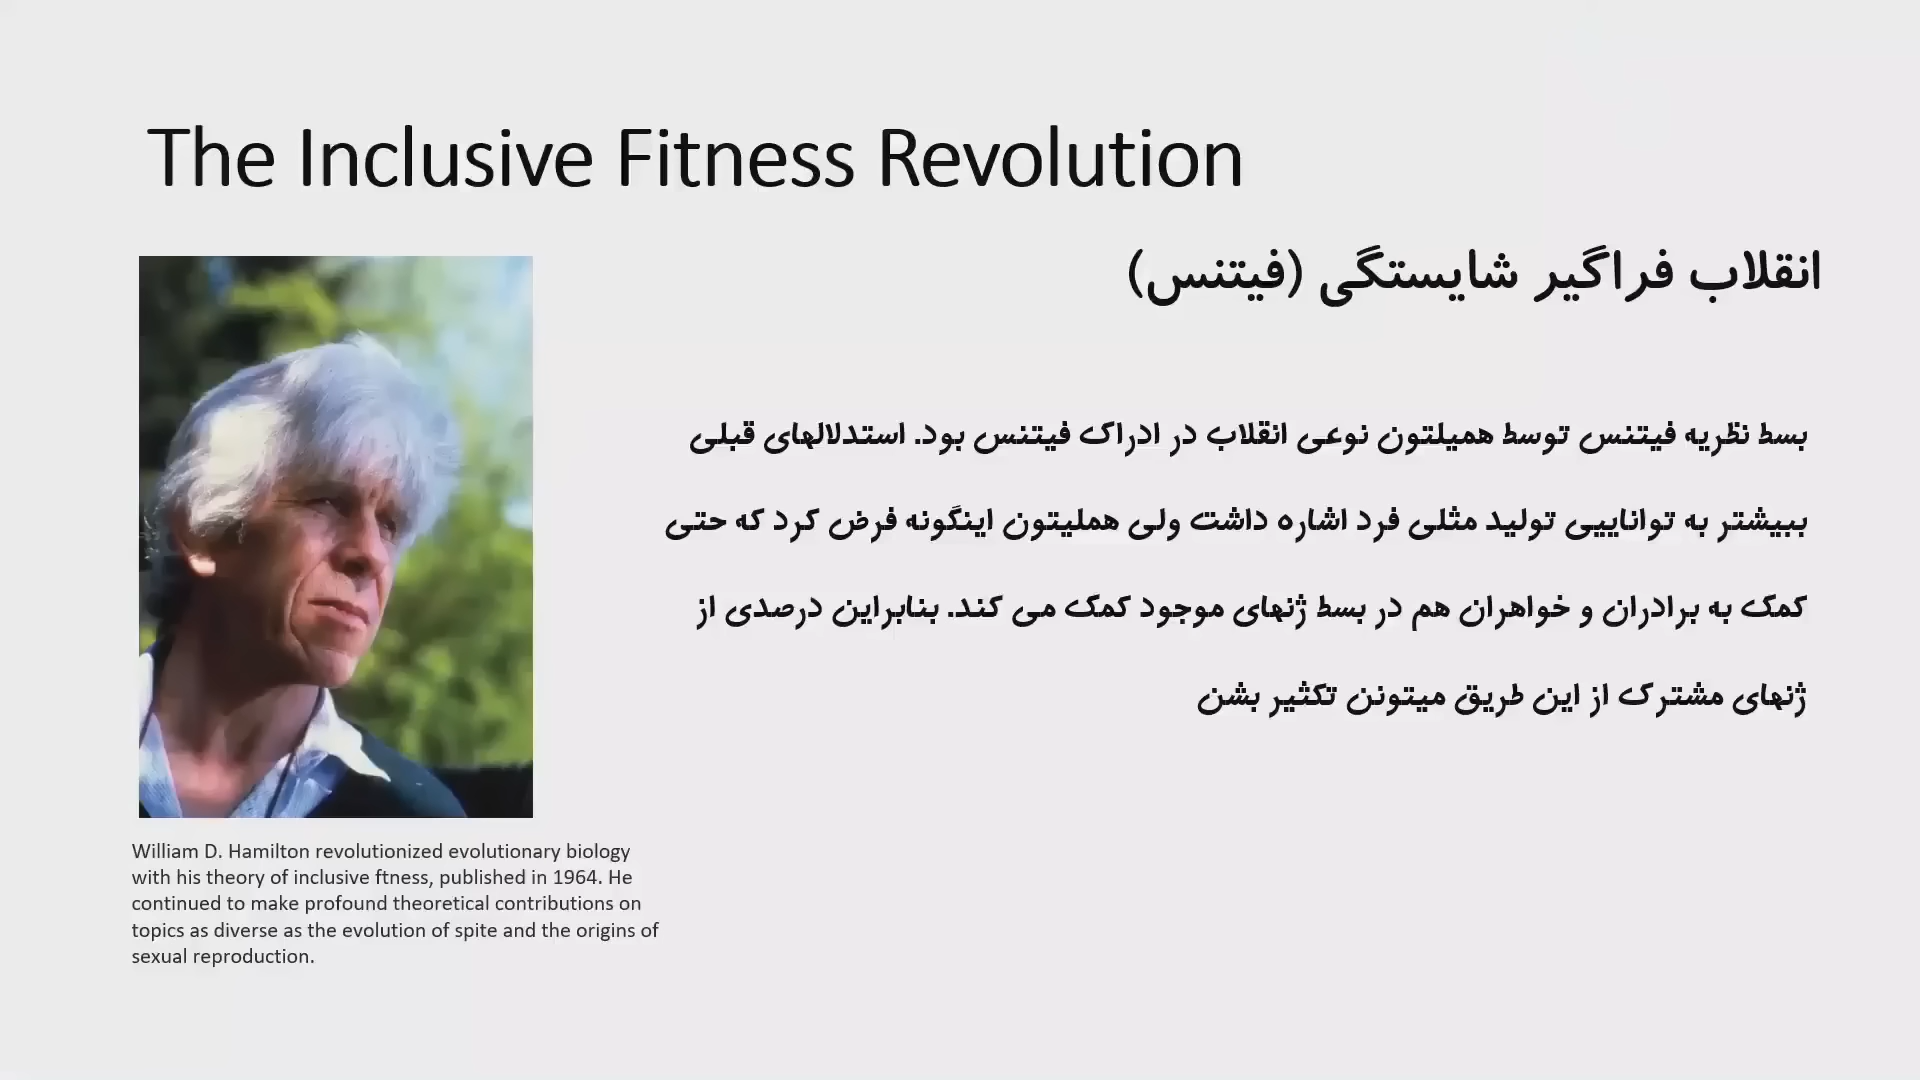 The Inclusive Fitness Revolution
انقلاب فراگیر شایستگی (فیتنس)
بسط نظریه فیتنس توسط همیلتون نوعی انقلاب در ادراک فیتنس بود. استدلالهای قبلی
ببیشتر به تواناییی تولید مثلی فرد اشاره داشت ولی هملیتون اینگونه فرض کرد که حتی
کمک به برادران و خواهران هم در بسط ژنهای موجود کمک می کند. بنابراین درصدی از
ژنهای مشترک از این طریق میتونن تکثیر بشن
William D. Hamilton revolutionized evolutionary biology
with his theory of inclusive ftness, published in 1964. He
continued to make profound theoretical contributions on
topics as diverse as the evolution of spite and the origins of
sexual reproduction.